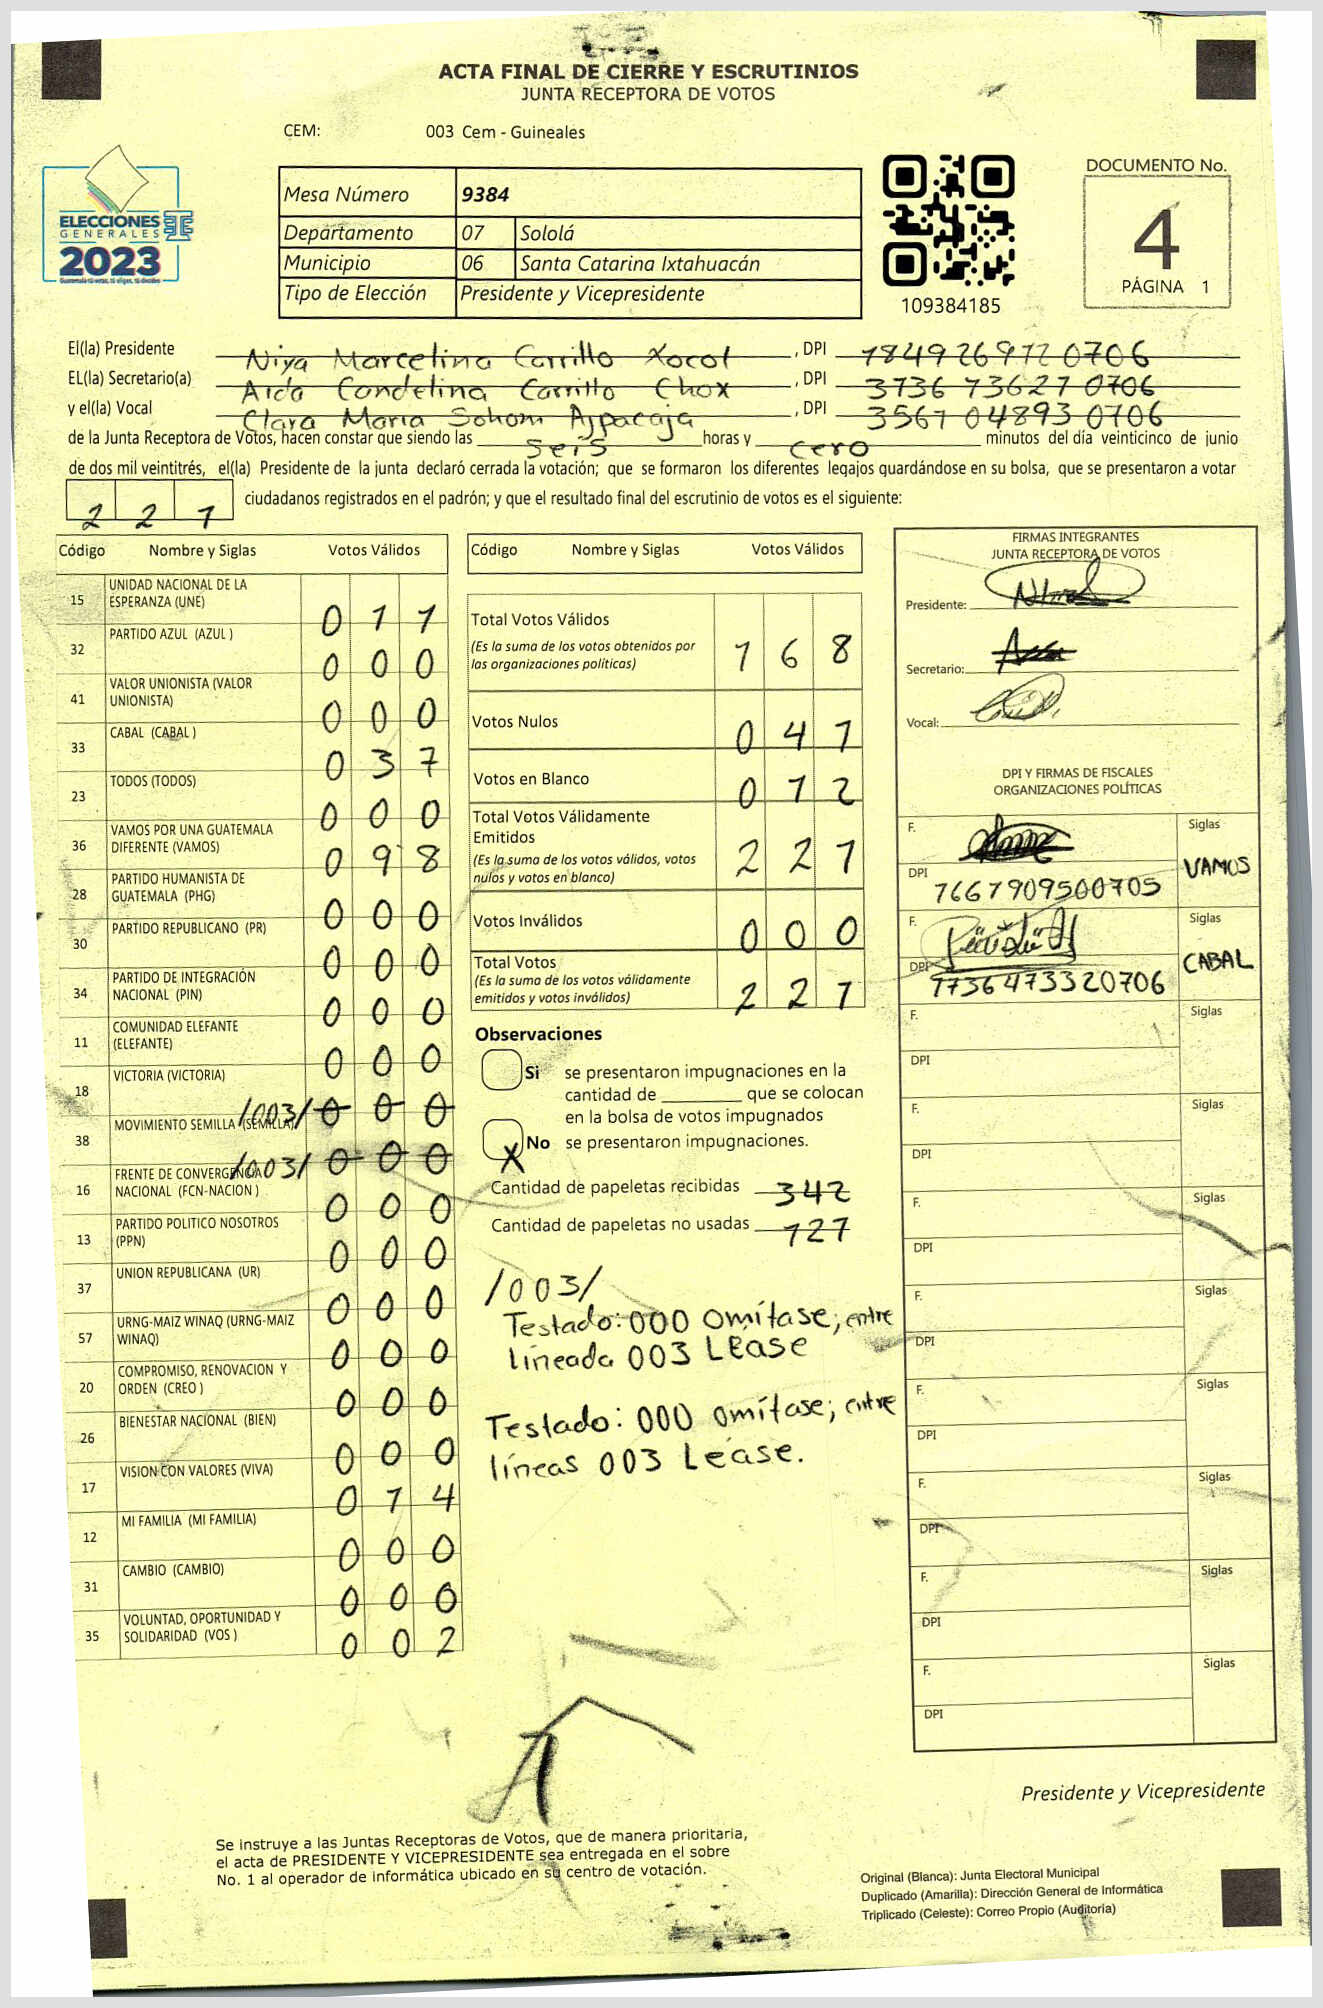 ACTA FINAL DE CIERRE Y ESCRUTINIOS
JUNTA RECEPTORA DE VOTOS
CEM: 003 Cem - Guineales
ELECCIONES
GENERALES
2023
Mesa Número 9384
Departamento 07 Sololá
Municipio 06 Santa Catarina Ixtahuacán
Tipo de Elección Presidente y Vicepresidente
109384185
DOCUMENTO No.
4
PÁGINA 1
El(la) Presidente Niya Marcelina Carrillo Xocol , DPI 1849269720706
EL(la) Secretario(a) Aida Candelina Carrillo Chox , DPI 3736 73627 0706
y el(la) Vocal Clara Maria Sohom Ajpacaja , DPI 3567 04893 0706
de la Junta Receptora de Votos, hacen constar que siendo las seis horas y cero minutos del día veinticinco de junio
de dos mil veintitrés, el(la) Presidente de la junta declaró cerrada la votación; que se formaron los diferentes legajos guardándose en su bolsa, que se presentaron a votar
221 ciudadanos registrados en el padrón; y que el resultado final del escrutinio de votos es el siguiente:
Código Nombre y Siglas Votos Válidos
15 UNIDAD NACIONAL DE LA ESPERANZA (UNE) 0 1 1
32 PARTIDO AZUL (AZUL ) 0 0 0
41 VALOR UNIONISTA (VALOR UNIONISTA) 0 0 0
33 CABAL (CABAL ) 0 3 7
23 TODOS (TODOS) 0 0 0
36 VAMOS POR UNA GUATEMALA DIFERENTE (VAMOS) 0 9 8
28 PARTIDO HUMANISTA DE GUATEMALA (PHG) 0 0 0
30 PARTIDO REPUBLICANO (PR) 0 0 0
34 PARTIDO DE INTEGRACIÓN NACIONAL (PIN) 0 0 0
11 COMUNIDAD ELEFANTE (ELEFANTE) 0 0 0
18 VICTORIA (VICTORIA) /003/ 0 0 0
38 MOVIMIENTO SEMILLA (SEMILLA) /003/ 0 0 0
16 FRENTE DE CONVERGENCIA NACIONAL (FCN-NACION ) 0 0 0
13 PARTIDO POLITICO NOSOTROS (PPN) 0 0 0
37 UNION REPUBLICANA (UR) 0 0 0
57 URNG-MAIZ WINAQ (URNG-MAIZ WINAQ) 0 0 0
20 COMPROMISO, RENOVACION Y ORDEN (CREO ) 0 0 0
26 BIENESTAR NACIONAL (BIEN) 0 0 0
17 VISION CON VALORES (VIVA) 0 1 4
12 MI FAMILIA (MI FAMILIA) 0 0 0
31 CAMBIO (CAMBIO) 0 0 0
35 VOLUNTAD, OPORTUNIDAD Y SOLIDARIDAD (VOS ) 0 0 2
Código Nombre y Siglas Votos Válidos
Total Votos Válidos 1 6 8
(Es la suma de los votos obtenidos por
las organizaciones políticas)
Votos Nulos 0 4 1
Votos en Blanco 0 1 2
Total Votos Válidamente
Emitidos 2 2 1
(Es la suma de los votos válidos, votos
nulos y votos en blanco)
Votos Inválidos 0 0 0
Total Votos 2 2 1
(Es la suma de los votos válidamente
emitidos y votos inválidos)
Observaciones
Si se presentaron impugnaciones en la
cantidad de ________ que se colocan
en la bolsa de votos impugnados
X No se presentaron impugnaciones.
Cantidad de papeletas recibidas 342
Cantidad de papeletas no usadas 121
/003/
Testado: 000 omítase; entre
lineada 003 Lease
Testado: 000 omítase; entre
líneas 003 Lease.
FIRMAS INTEGRANTES
JUNTA RECEPTORA DE VOTOS
Presidente:
Secretario:
Vocal:
DPI Y FIRMAS DE FISCALES
ORGANIZACIONES POLÍTICAS
F. Siglas
DPI 1667909500705 VAMOS
F. Siglas
DPI 1736473320706 CABAL
F. Siglas
DPI
F. Siglas
DPI
F. Siglas
DPI
F. Siglas
DPI
F. Siglas
DPI
F. Siglas
DPI
F. Siglas
DPI
F. Siglas
DPI
Presidente y Vicepresidente
Se instruye a las Juntas Receptoras de Votos, que de manera prioritaria,
el acta de PRESIDENTE Y VICEPRESIDENTE sea entregada en el sobre
No. 1 al operador de informática ubicado en su centro de votación.
Original (Blanca): Junta Electoral Municipal
Duplicado (Amarilla): Dirección General de Informática
Triplicado (Celeste): Correo Propio (Auditoría)